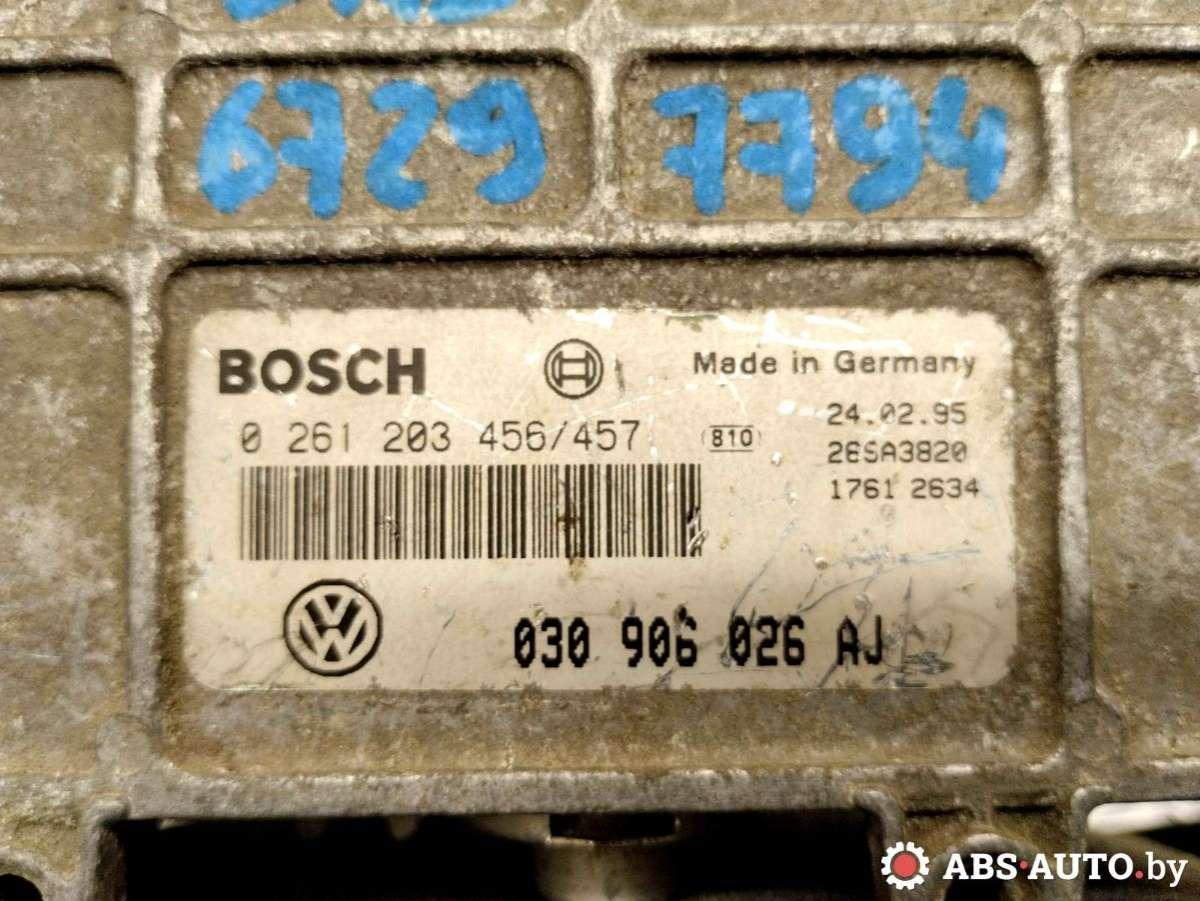 6729 7794
BOSCH Made in Germany
0 261 203 456/457 (810) 24.02.95
26SA3820
1761 2634
030 906 026 AJ
ABS-AUTO.by